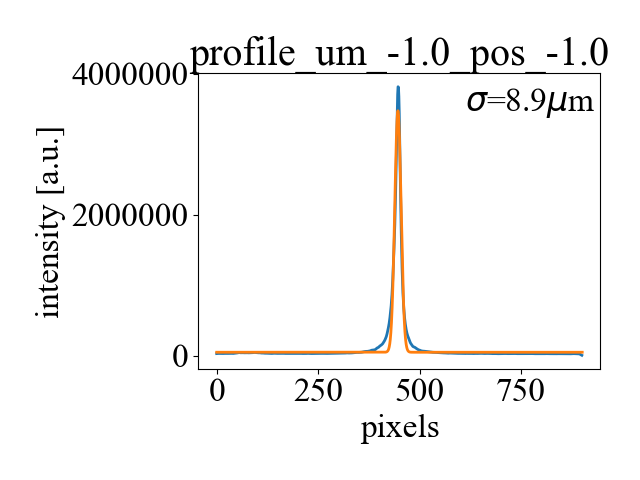 profile_um_-1.0_pos_-1.0
4000000
σ=8.9μm
2000000
0
intensity [a.u.]
0 250 500 750
pixels